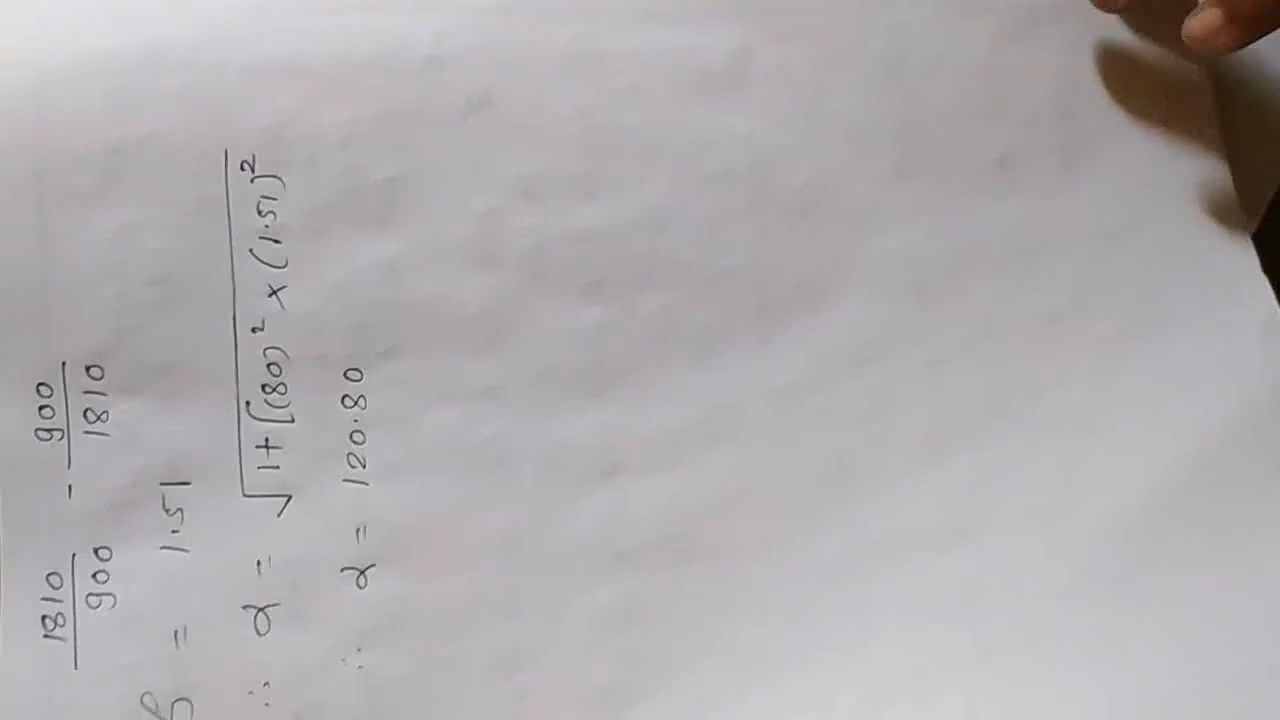 1810/900 - 900/1810
= 1.51
∴ α = √1+[(80)² × (1.51)²
∴ α = 120.80